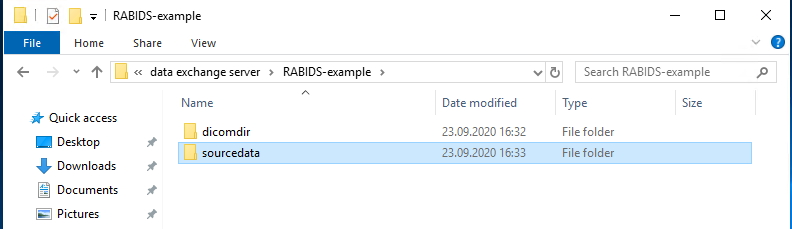 RABIDS-example
File Home Share View
« data exchange server > RABIDS-example > Search RABIDS-example
Name Date modified Type Size
Quick access
Desktop
Downloads
Documents
Pictures
dicomdir 23.09.2020 16:32 File folder
sourcedata 23.09.2020 16:33 File folder